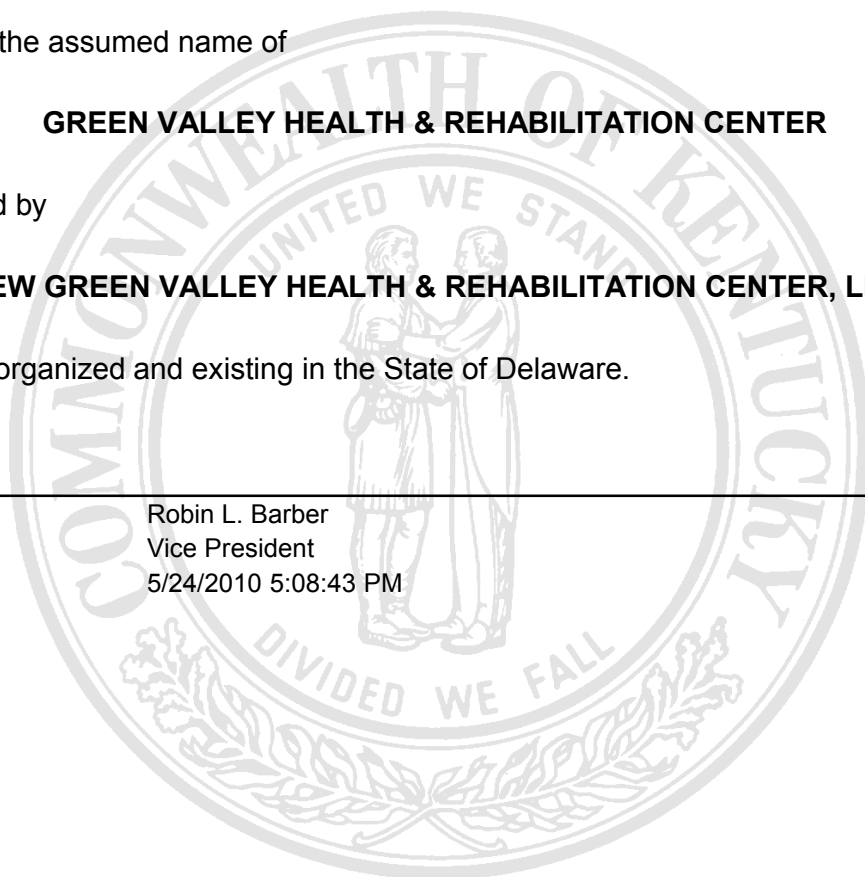 the assumed name of
GREEN VALLEY HEALTH & REHABILITATION CENTER
d by
EW GREEN VALLEY HEALTH & REHABILITATION CENTER, L
organized and existing in the State of Delaware.
Robin L. Barber
Vice President
5/24/2010 5:08:43 PM
COMMONWEALTH OF KENTUCKY
UNITED WE STAND
DIVIDED WE FALL